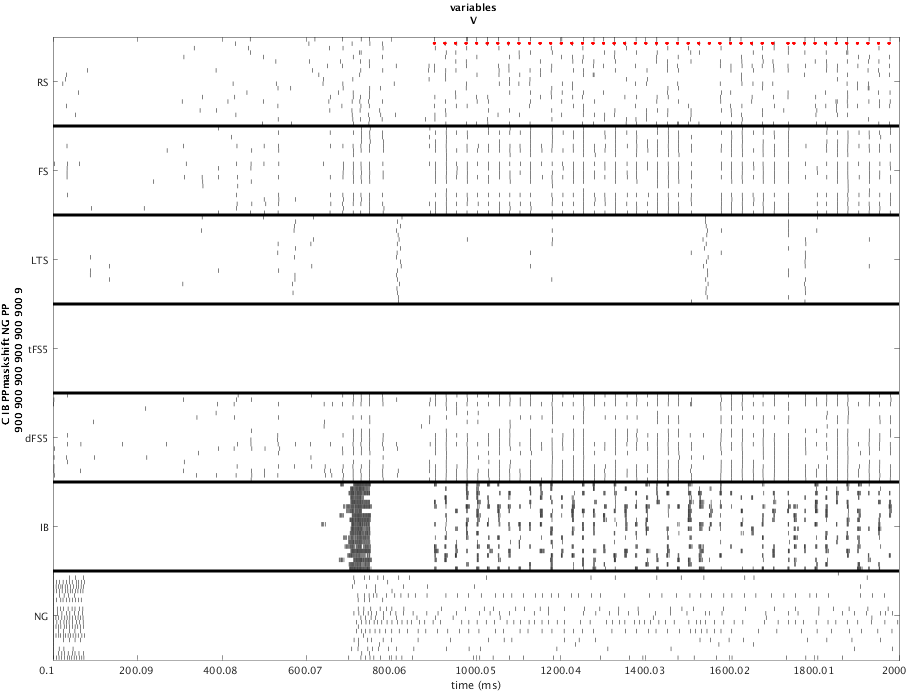 variables
V
RS
FS
LTS
tFS5
dFS5
IB
NG
C IB PPmaskshift NG PP
900 900 900 900 900 900 9
0.1 200.09 400.08 600.07 800.06 1000.05 1200.04 1400.03 1600.02 1800.01 2000
time (ms)